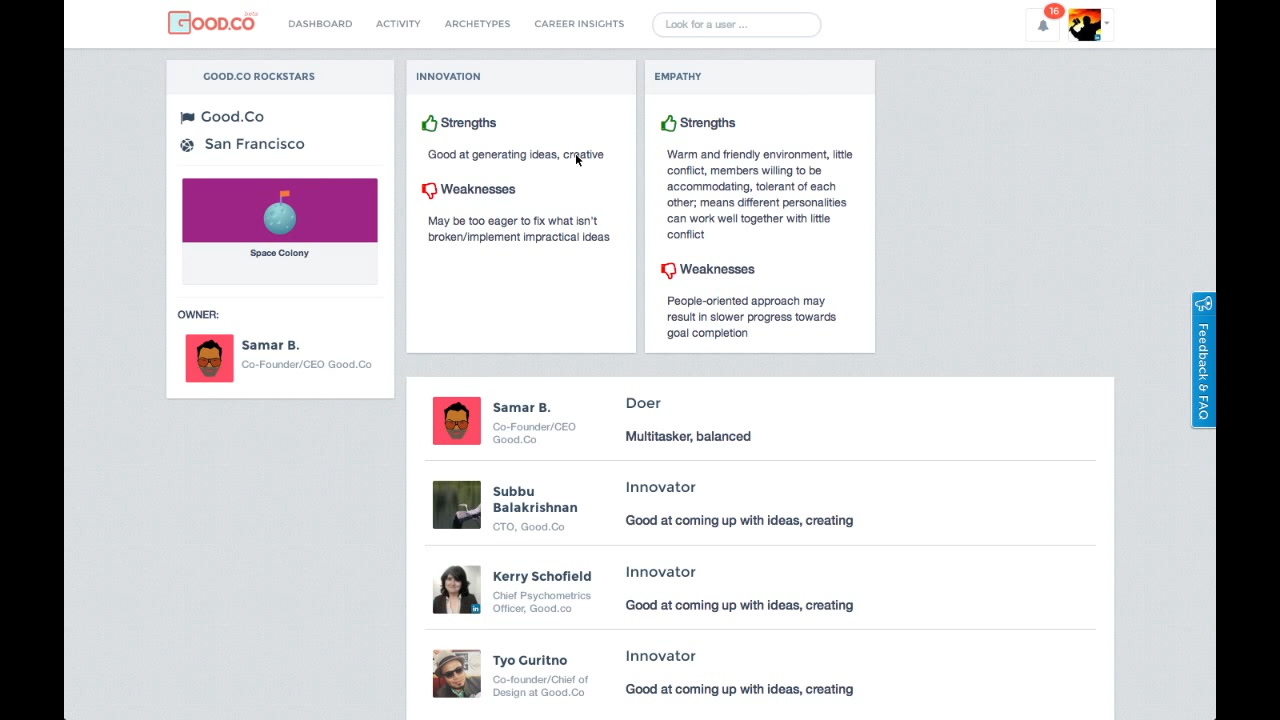 GOOD.CO beta
DASHBOARD
ACTIVITY
ARCHETYPES
CAREER INSIGHTS
Look for a user ...
16
GOOD.CO ROCKSTARS
Good.Co
San Francisco
Space Colony
OWNER:
Samar B.
Co-Founder/CEO Good.Co
INNOVATION
Strengths
Good at generating ideas, creative
Weaknesses
May be too eager to fix what isn't
broken/implement impractical ideas
EMPATHY
Strengths
Warm and friendly environment, little
conflict, members willing to be
accommodating, tolerant of each
other; means different personalities
can work well together with little
conflict
Weaknesses
People-oriented approach may
result in slower progress towards
goal completion
Samar B.
Co-Founder/CEO
Good.Co
Doer
Multitasker, balanced
Subbu
Balakrishnan
CTO, Good.Co
Innovator
Good at coming up with ideas, creating
Kerry Schofield
Chief Psychometrics
Officer, Good.co
Innovator
Good at coming up with ideas, creating
Tyo Guritno
Co-founder/Chief of
Design at Good.Co
Innovator
Good at coming up with ideas, creating
Feedback & FAQ